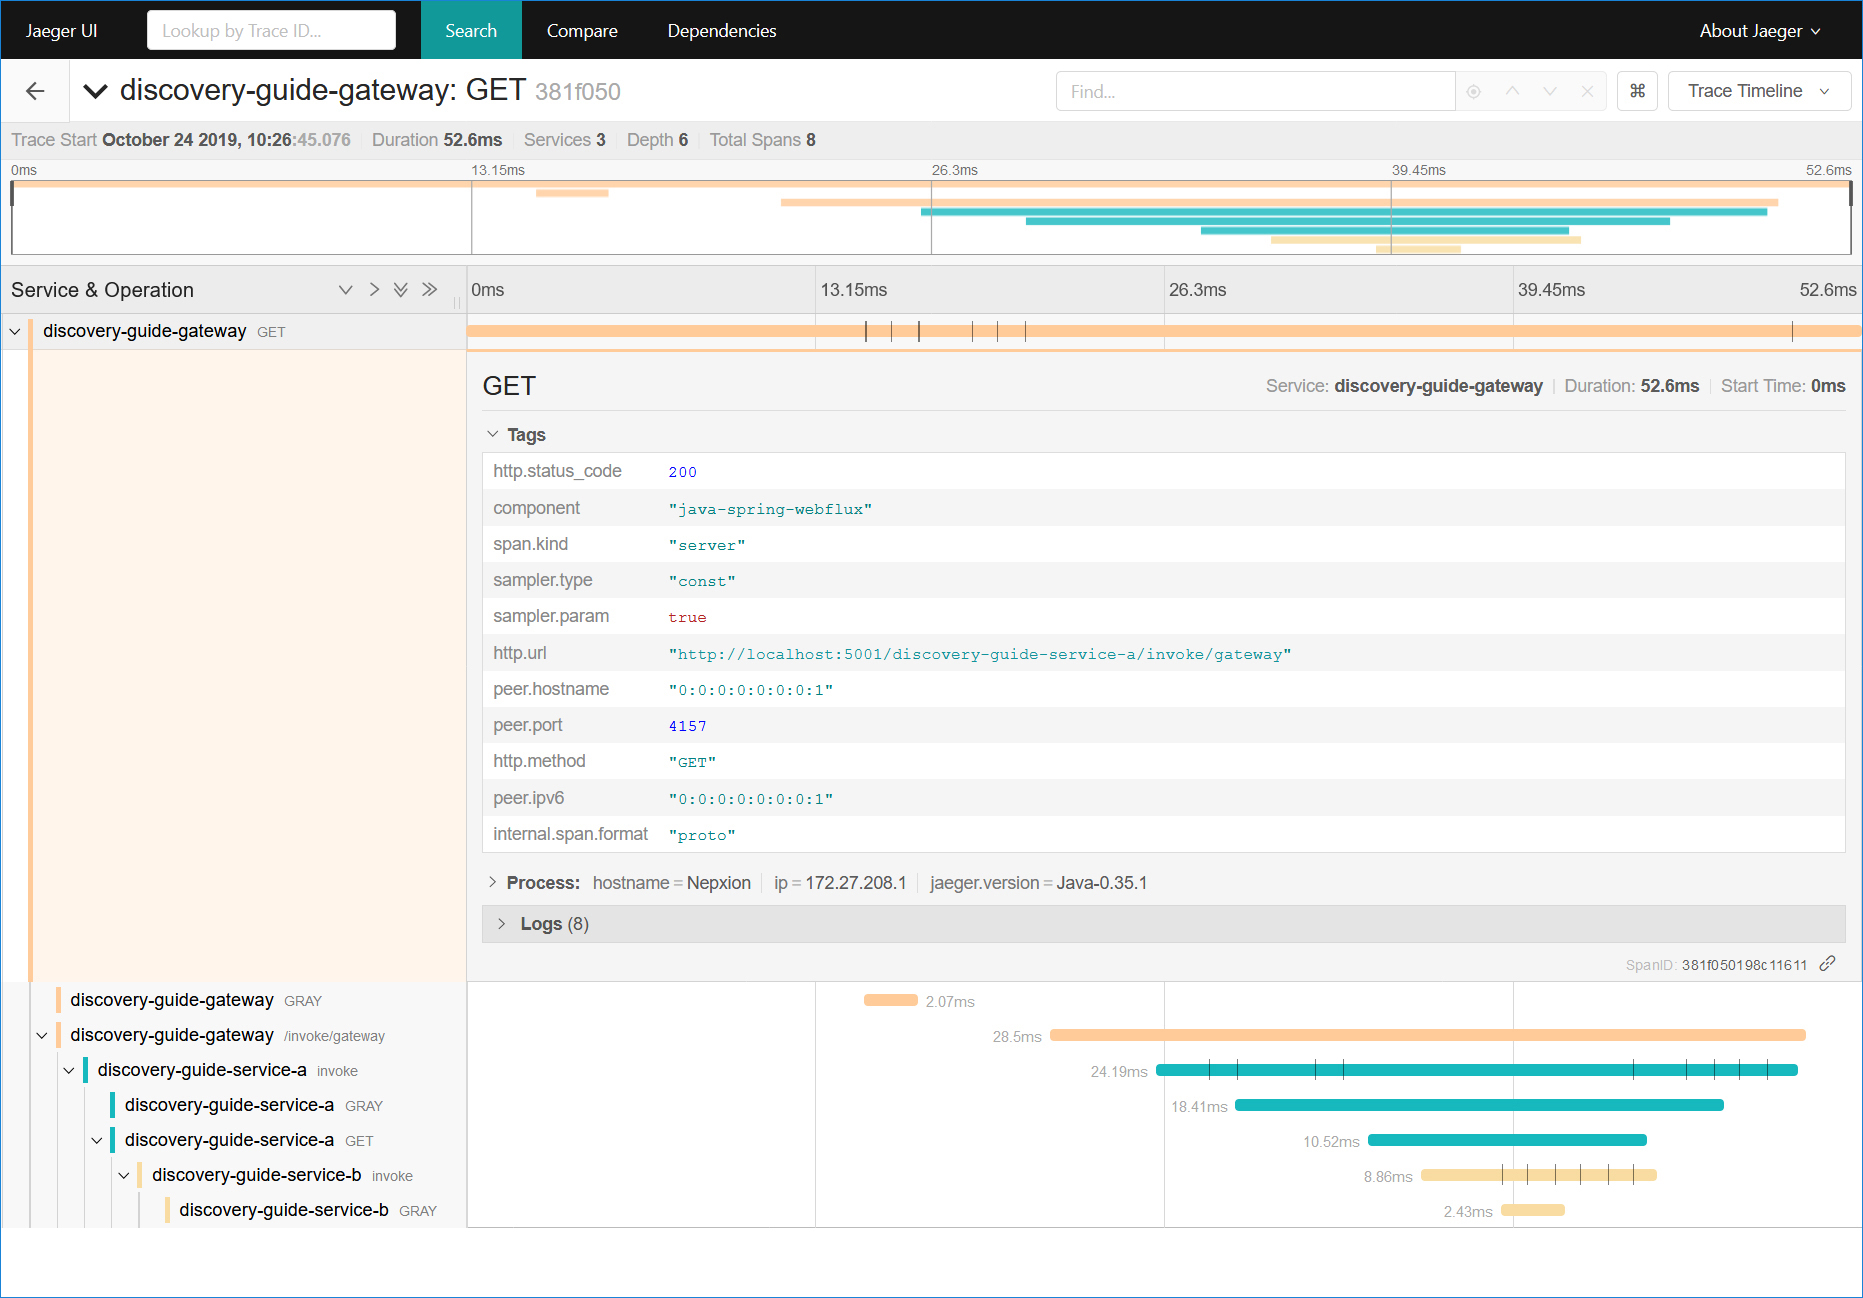 Jaeger UI Lookup by Trace ID... Search Compare Dependencies About Jaeger
discovery-guide-gateway: GET 381f050 Find... ⌘ Trace Timeline
Trace Start October 24 2019, 10:26:45.076 Duration 52.6ms Services 3 Depth 6 Total Spans 8
0ms 13.15ms 26.3ms 39.45ms 52.6ms
Service & Operation 0ms 13.15ms 26.3ms 39.45ms 52.6ms
discovery-guide-gateway GET
GET Service: discovery-guide-gateway Duration: 52.6ms Start Time: 0ms
Tags
http.status_code 200
component "java-spring-webflux"
span.kind "server"
sampler.type "const"
sampler.param true
http.url "http://localhost:5001/discovery-guide-service-a/invoke/gateway"
peer.hostname "0:0:0:0:0:0:0:1"
peer.port 4157
http.method "GET"
peer.ipv6 "0:0:0:0:0:0:0:1"
internal.span.format "proto"
Process: hostname = Nepxion ip = 172.27.208.1 jaeger.version = Java-0.35.1
Logs (8)
SpanID: 381f050198c11611
discovery-guide-gateway GRAY 2.07ms
discovery-guide-gateway /invoke/gateway 28.5ms
discovery-guide-service-a invoke 24.19ms
discovery-guide-service-a GRAY 18.41ms
discovery-guide-service-a GET 10.52ms
discovery-guide-service-b invoke 8.86ms
discovery-guide-service-b GRAY 2.43ms